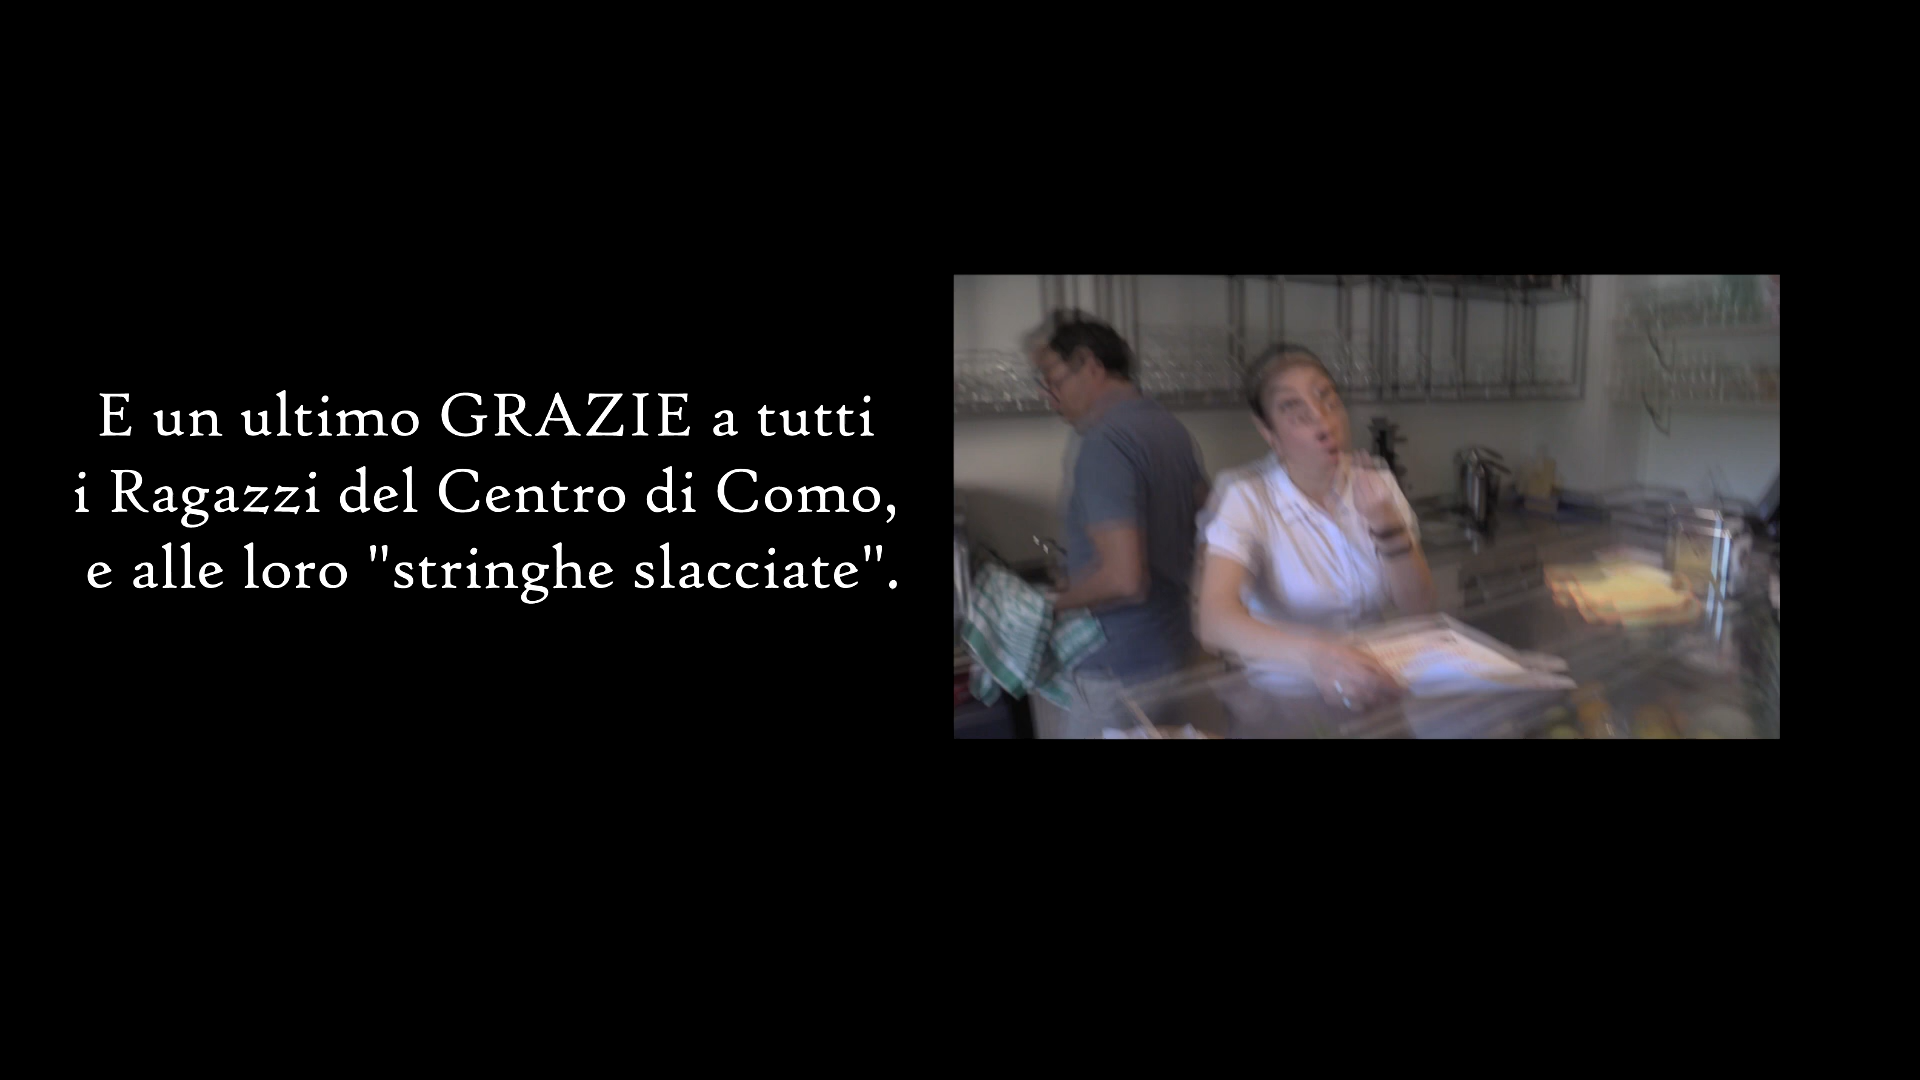 E un ultimo GRAZIE a tutti
i Ragazzi del Centro di Como,
e alle loro "stringhe slacciate".